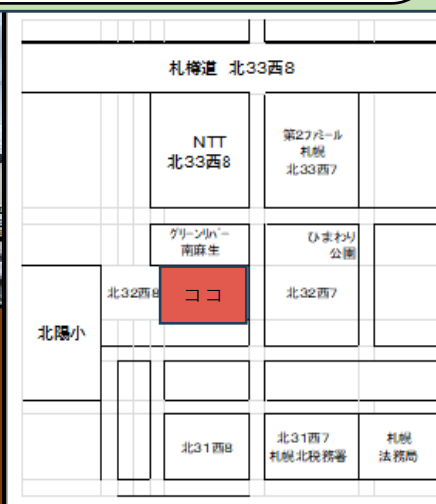 札樽道 北33西8
NTT
北33西8
第2ファミール
札幌
北33西7
グリーンリバー
南麻生
ひまわり
公園
北32西8
ココ
北32西7
北陽小
北31西8
北31西7
札幌北税務署
札幌
法務局